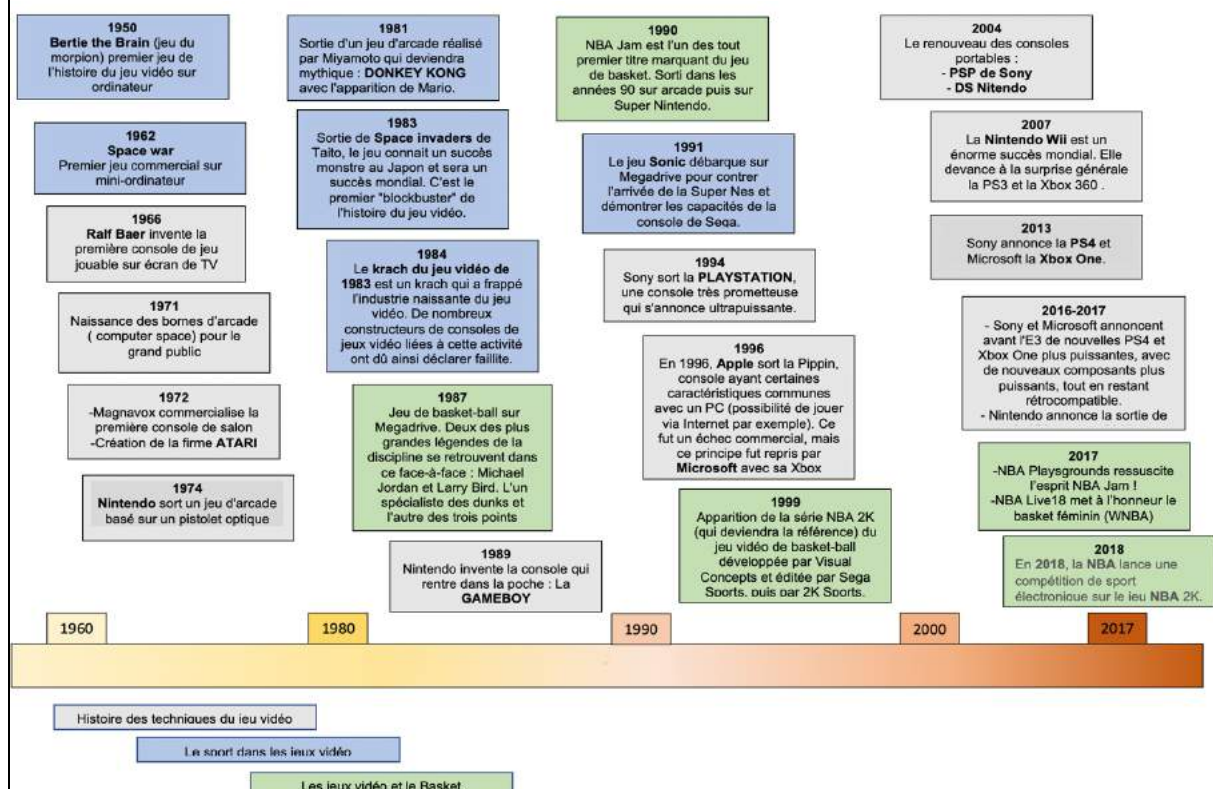 1950
Bertie the Brain (jeu du
morpion) premier jeu de
l'histoire du jeu vidéo sur
ordinateur
1962
Space war
Premier jeu commercial sur
mini-ordinateur
1966
Ralf Baer invente la
première console de jeu
jouable sur écran de TV
1971
Naissance des bornes d'arcade
( computer space) pour le
grand public
1972
-Magnavox commercialise la
première console de salon
-Création de la firme ATARI
1974
Nintendo sort un jeu d'arcade
basé sur un pistolet optique
1981
Sortie d'un jeu d'arcade réalisé
par Miyamoto qui deviendra
mythique : DONKEY KONG
avec l'apparition de Mario.
1983
Sortie de Space invaders de
Taito, le jeu connait un succès
monstre au Japon et sera un
succès mondial. C'est le
premier "blockbuster" de
l'histoire du jeu vidéo.
1984
Le krach du jeu vidéo de
1983 est un krach qui a frappé
l'industrie naissante du jeu
vidéo. De nombreux
constructeurs de consoles de
jeux vidéo liées à cette activité
ont dû ainsi déclarer faillite.
1987
Jeu de basket-ball sur
Megadrive. Deux des plus
grandes légendes de la
discipline se retrouvent dans
ce face-à-face : Michael
Jordan et Larry Bird. L'un
spécialiste des dunks et
l'autre des trois points
1989
Nintendo invente la console qui
rentre dans la poche : La
GAMEBOY
1990
NBA Jam est l'un des tout
premier titre marquant du jeu
de basket. Sorti dans les
années 90 sur arcade puis sur
Super Nintendo.
1991
Le jeu Sonic débarque sur
Megadrive pour contrer
l'arrivée de la Super Nes et
démontrer les capacités de la
console de Sega.
1994
Sony sort la PLAYSTATION,
une console très prometteuse
qui s'annonce ultrapuissante.
1996
En 1996, Apple sort la Pippin,
console ayant certaines
caractéristiques communes
avec un PC (possibilité de jouer
via Internet par exemple). Ce
fut un échec commercial, mais
ce principe fut repris par
Microsoft avec sa Xbox
1999
Apparition de la série NBA 2K
(qui deviendra la référence) du
jeu vidéo de basket-ball
développée par Visual
Concepts et éditée par Sega
Sports, puis par 2K Sports.
2004
Le renouveau des consoles
portables :
- PSP de Sony
- DS Nitendo
2007
La Nintendo Wii est un
énorme succès mondial. Elle
devance à la surprise générale
la PS3 et la Xbox 360 .
2013
Sony annonce la PS4 et
Microsoft la Xbox One.
2016-2017
- Sony et Microsoft annoncent
avant l'E3 de nouvelles PS4 et
Xbox One plus puissantes, avec
de nouveaux composants plus
puissants, tout en restant
rétrocompatible.
- Nintendo annonce la sortie de
2017
-NBA Playsgrounds ressuscite
l'esprit NBA Jam !
-NBA Live18 met à l'honneur le
basket féminin (WNBA)
2018
En 2018, la NBA lance une
compétition de sport
électronique sur le jeu NBA 2K.
1960
1980
1990
2000
2017
Histoire des techniques du jeu vidéo
Le sport dans les jeux vidéo
Les jeux vidéo et le Basket